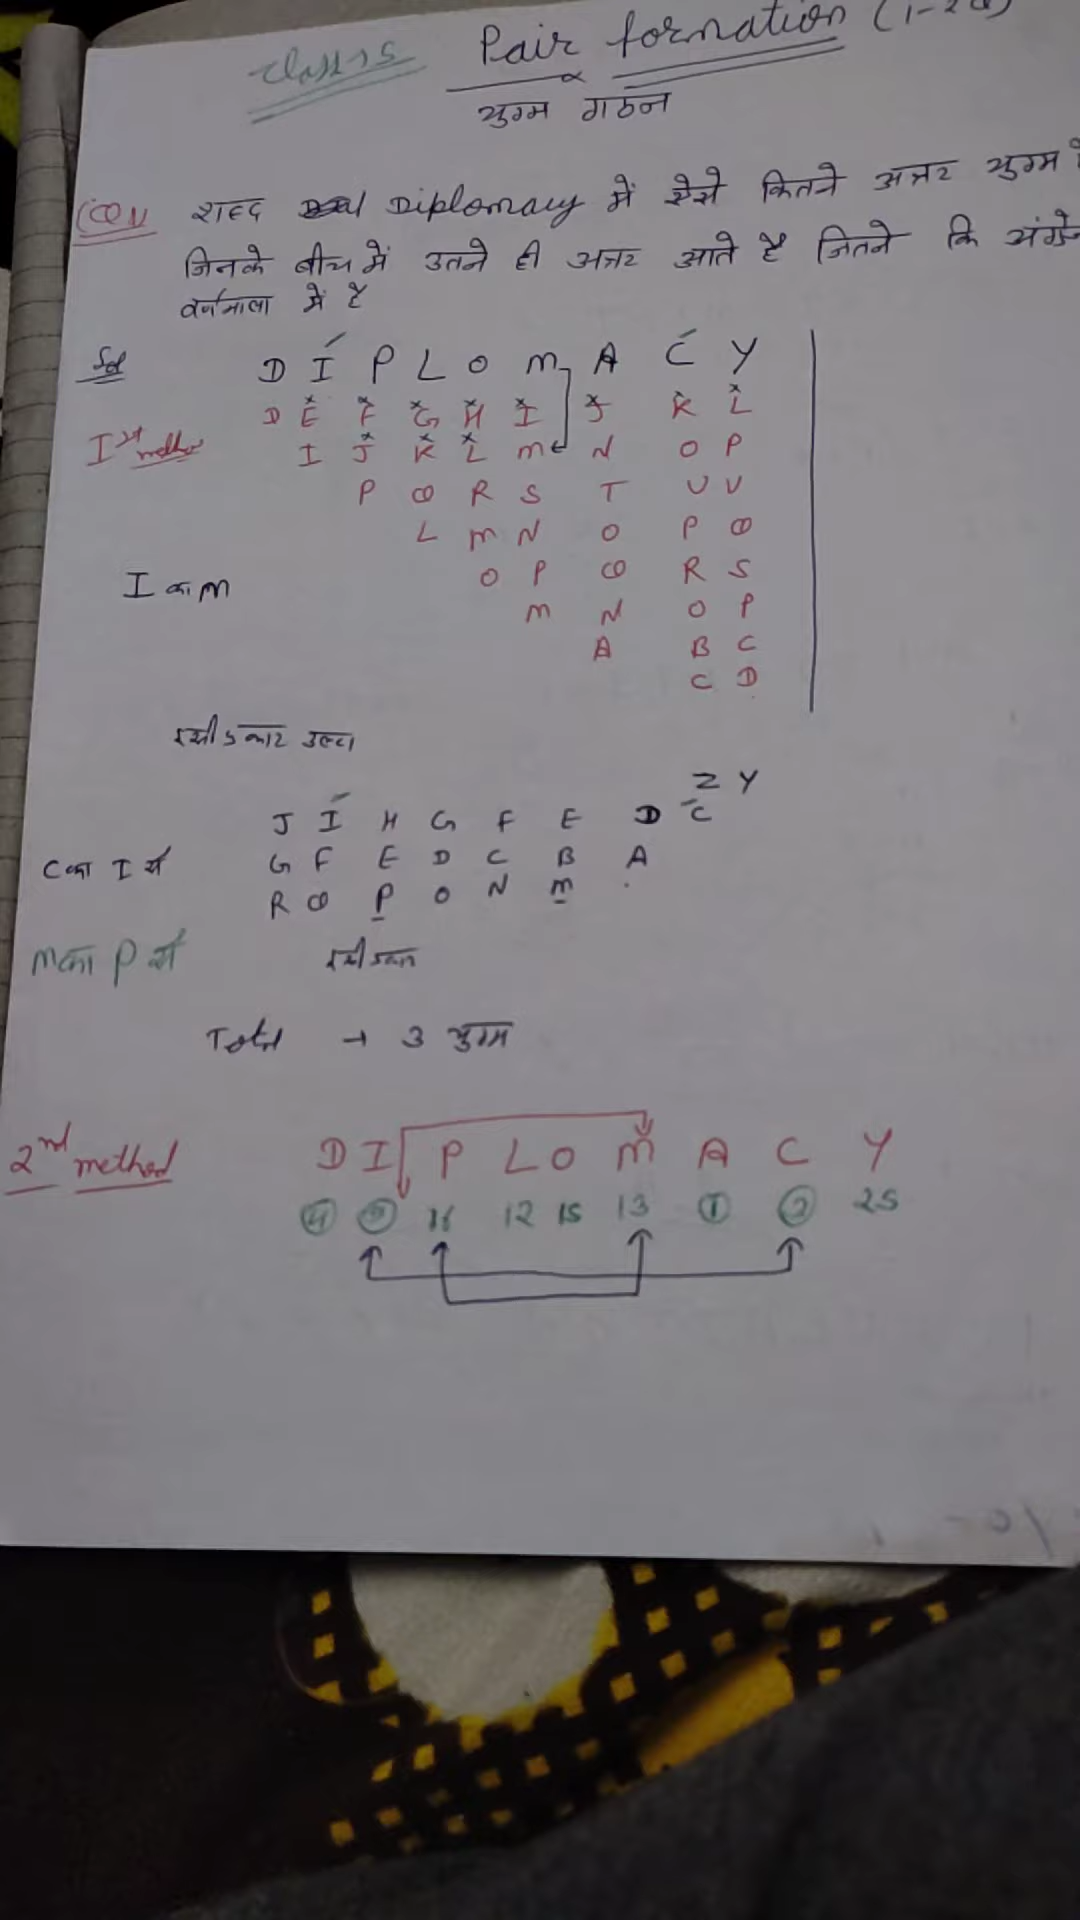 Class 5
Pair formation
युग्म गठन
Q1 शब्द Diplomacy में ऐसे कितने अक्षर युग्म
जिनके बीच में उतने ही अक्षर आते है जितने कि
वर्णमाला में है
Sol D I P L O M A C Y
Ist method D E F G H I J K L
I J K L M N O P
P Q R S T U V
L M N O P Q
I का M O P Q R S
M N O P
A B C
C D
इसी प्रकार उल्टा
Z Y
J I H G F E D C
C का I से G F E D C B A
R Q P O N M
M का P से इसी प्रकार
Total → 3 युग्म
2nd method D I P L O M A C Y
4 9 16 12 15 13 1 3 25